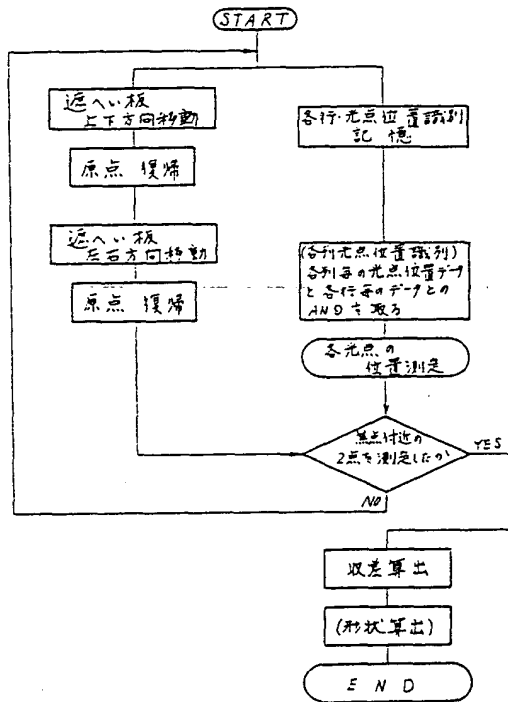 START
遮へい板
上下方向移動
原点 復帰
遮へい板
左右方向移動
原点 復帰
各行・光点位置識別
記憶
(各列光点位置識別)
各列毎の光点位置データ
と各行毎のデータとの
ANDを取る
各光点の
位置測定
焦点付近の
2点を測定したか
YES
NO
収差算出
(形状算出)
END